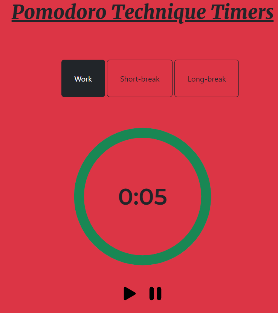 Pomodoro Technique Timers
Work Short-break Long-break
0:05